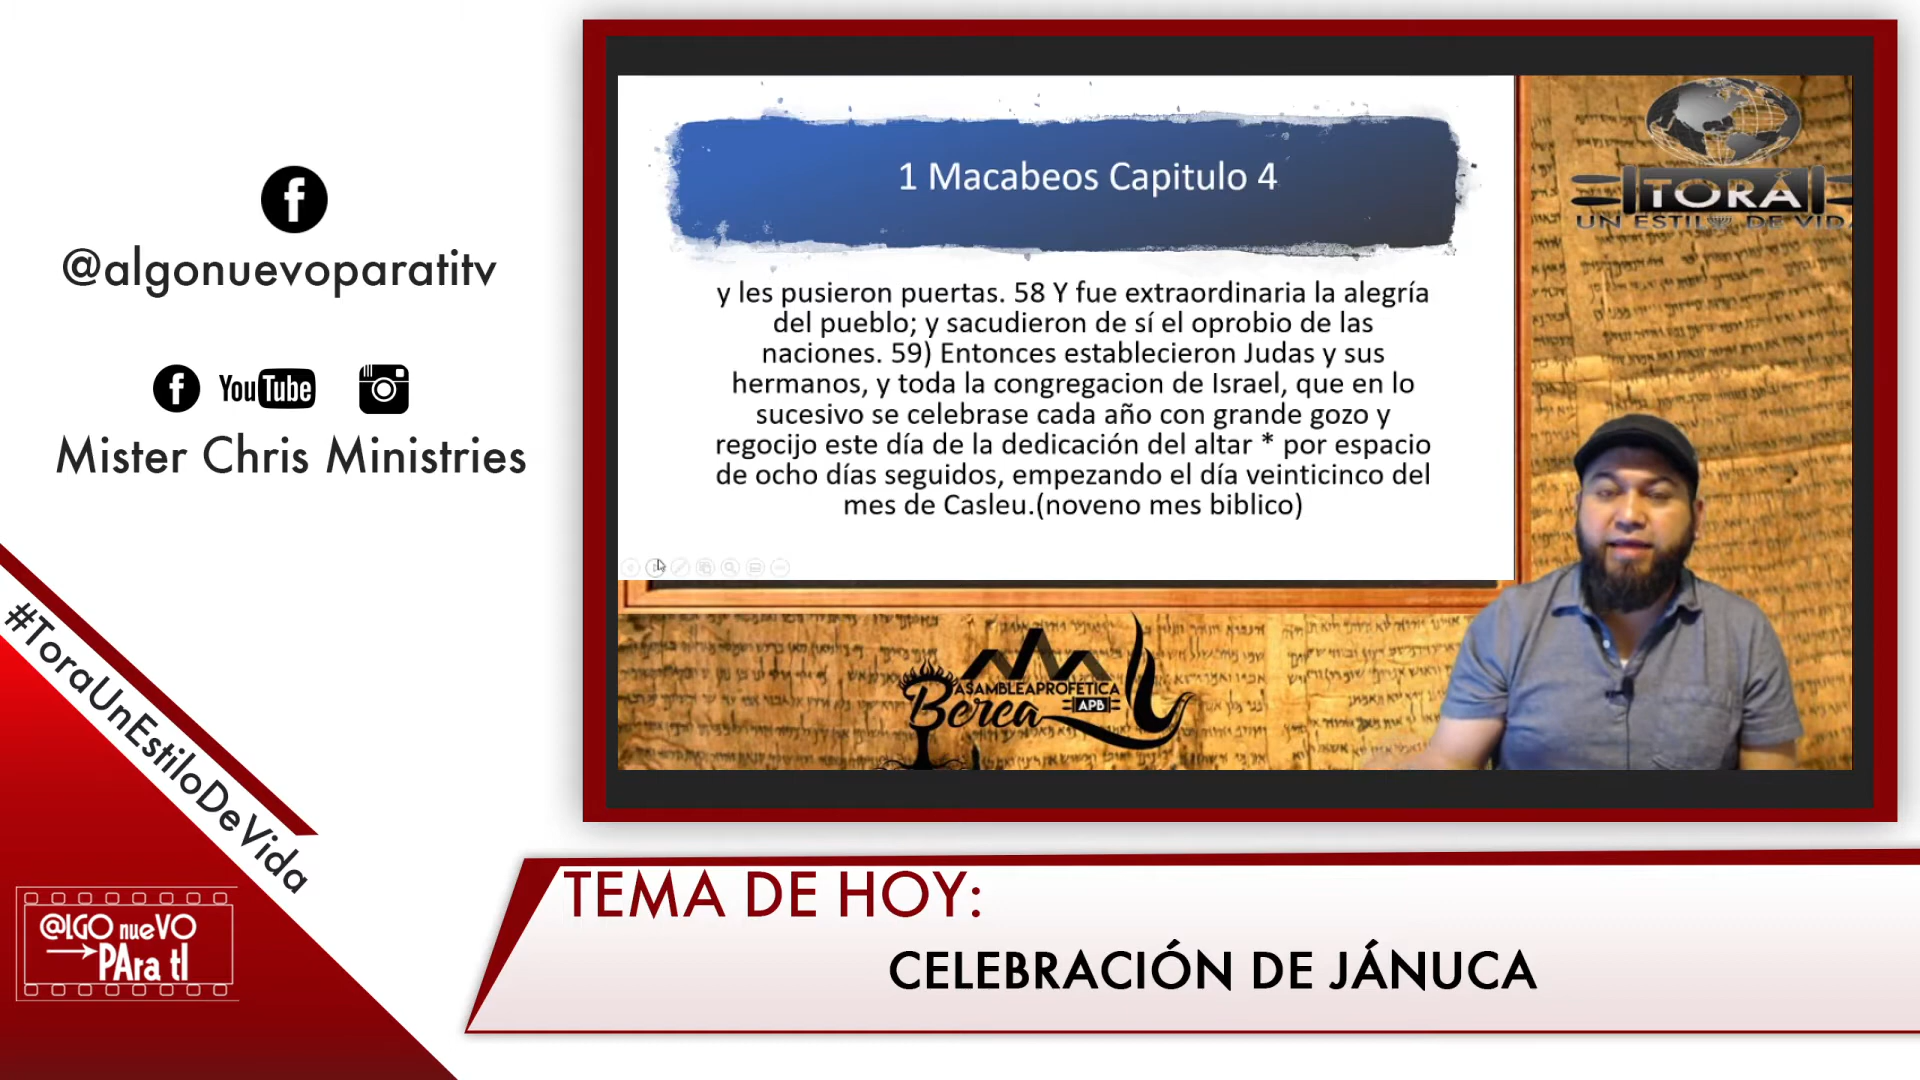 @algonuevoparatitv
YouTube
Mister Chris Ministries
#ToraUnEstiloDeVida
@LGO nueVO
PAra tI
1 Macabeos Capitulo 4
y les pusieron puertas. 58 Y fue extraordinaria la alegría
del pueblo; y sacudieron de sí el oprobio de las
naciones. 59) Entonces establecieron Judas y sus
hermanos, y toda la congregacion de Israel, que en lo
sucesivo se celebrase cada año con grande gozo y
regocijo este día de la dedicación del altar * por espacio
de ocho días seguidos, empezando el día veinticinco del
mes de Casleu.(noveno mes biblico)
TORÁ
UN ESTILO DE VIDA
ASAMBLEAPROFÉTICA
Berea
APB
TEMA DE HOY:
CELEBRACIÓN DE JÁNUCA